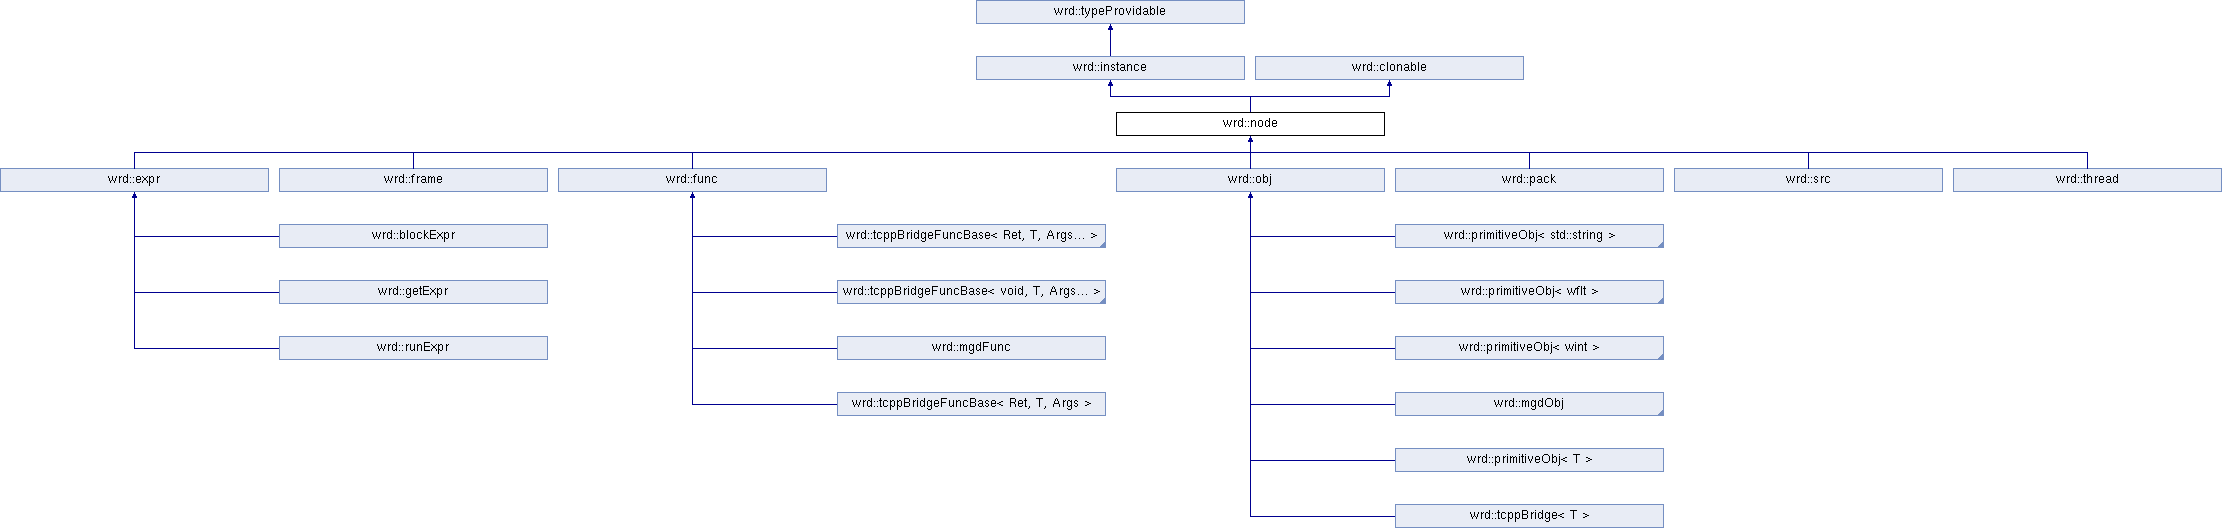 wrd::typeProvidable
wrd::instance
wrd::clonable
wrd::node
wrd::expr
wrd::frame
wrd::func
wrd::obj
wrd::pack
wrd::src
wrd::thread
wrd::blockExpr
wrd::tcppBridgeFuncBase< Ret, T, Args... >
wrd::primitiveObj< std::string >
wrd::getExpr
wrd::tcppBridgeFuncBase< void, T, Args... >
wrd::primitiveObj< wflt >
wrd::runExpr
wrd::mgdFunc
wrd::primitiveObj< wint >
wrd::tcppBridgeFuncBase< Ret, T, Args >
wrd::mgdObj
wrd::primitiveObj< T >
wrd::tcppBridge< T >